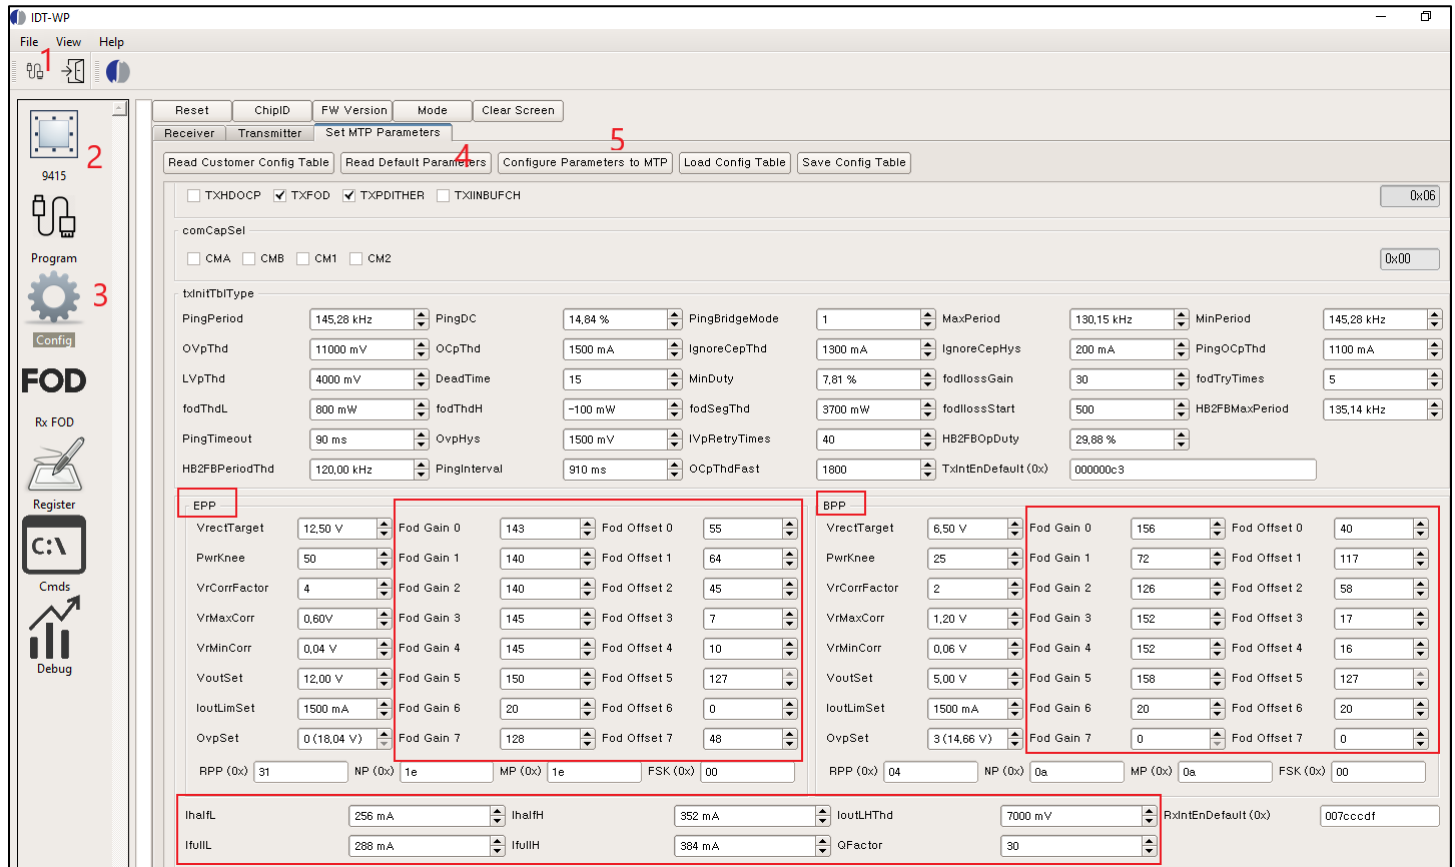 IDT-WP
File View Help
1
Reset ChipID FW Version Mode Clear Screen
Receiver Transmitter Set MTP Parameters
5
2
4
Read Customer Config Table Read Default Parameters Configure Parameters to MTP Load Config Table Save Config Table
9415
TXHDOCP TXFOD TXPDITHER TXIINBUFCH 0x06
comCapSel
Program CMA CMB CM1 CM2 0x00
3
Config
txInitTblType
PingPeriod 145,28 kHz PingDC 14,84 % PingBridgeMode 1 MaxPeriod 130,15 kHz MinPeriod 145,28 kHz
OVpThd 11000 mV OCpThd 1500 mA IgnoreCepThd 1300 mA IgnoreCepHys 200 mA PingOCpThd 1100 mA
FOD
LVpThd 4000 mV DeadTime 15 MinDuty 7,81 % fodIlossGain 30 fodTryTimes 5
Rx FOD
fodThdL 800 mW fodThdH -100 mW fodSegThd 3700 mW fodIlossStart 500 HB2FBMaxPeriod 135,14 kHz
PingTimeout 90 ms OvpHys 1500 mV IVpRetryTimes 40 HB2FBOpDuty 29,88 %
HB2FBPeriodThd 120,00 kHz PingInterval 910 ms OCpThdFast 1800 TxIntEnDefault (0x) 000000c3
Register
EPP BPP
VrectTarget 12,50 V Fod Gain 0 143 Fod Offset 0 55 VrectTarget 6,50 V Fod Gain 0 156 Fod Offset 0 40
C:\
PwrKnee 50 Fod Gain 1 140 Fod Offset 1 64 PwrKnee 25 Fod Gain 1 72 Fod Offset 1 117
Cmds
VrCorrFactor 4 Fod Gain 2 140 Fod Offset 2 45 VrCorrFactor 2 Fod Gain 2 126 Fod Offset 2 58
VrMaxCorr 0,60V Fod Gain 3 145 Fod Offset 3 7 VrMaxCorr 1,20 V Fod Gain 3 152 Fod Offset 3 17
VrMinCorr 0,04 V Fod Gain 4 145 Fod Offset 4 10 VrMinCorr 0,06 V Fod Gain 4 152 Fod Offset 4 16
Debug
VoutSet 12,00 V Fod Gain 5 150 Fod Offset 5 127 VoutSet 5,00 V Fod Gain 5 158 Fod Offset 5 127
IoutLimSet 1500 mA Fod Gain 6 20 Fod Offset 6 0 IoutLimSet 1500 mA Fod Gain 6 20 Fod Offset 6 20
OvpSet 0 (18,04 V) Fod Gain 7 128 Fod Offset 7 48 OvpSet 3 (14,66 V) Fod Gain 7 0 Fod Offset 7 0
RPP (0x) 31 NP (0x) 1e MP (0x) 1e FSK (0x) 00 RPP (0x) 04 NP (0x) 0a MP (0x) 0a FSK (0x) 00
IhalfL 256 mA IhalfH 352 mA IoutLHThd 7000 mV RxIntEnDefault (0x) 007cccdf
IfullL 288 mA IfullH 384 mA QFactor 30